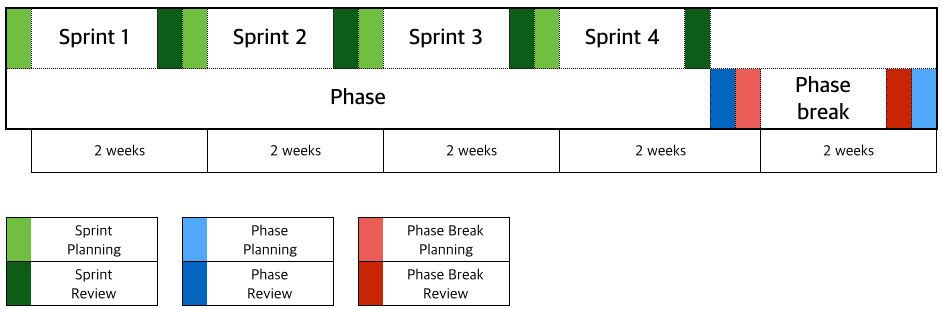 Sprint 1
Sprint 2
Sprint 3
Sprint 4
Phase
Phase
break
2 weeks
2 weeks
2 weeks
2 weeks
2 weeks
Sprint
Planning
Phase
Planning
Phase Break
Planning
Sprint
Review
Phase
Review
Phase Break
Review